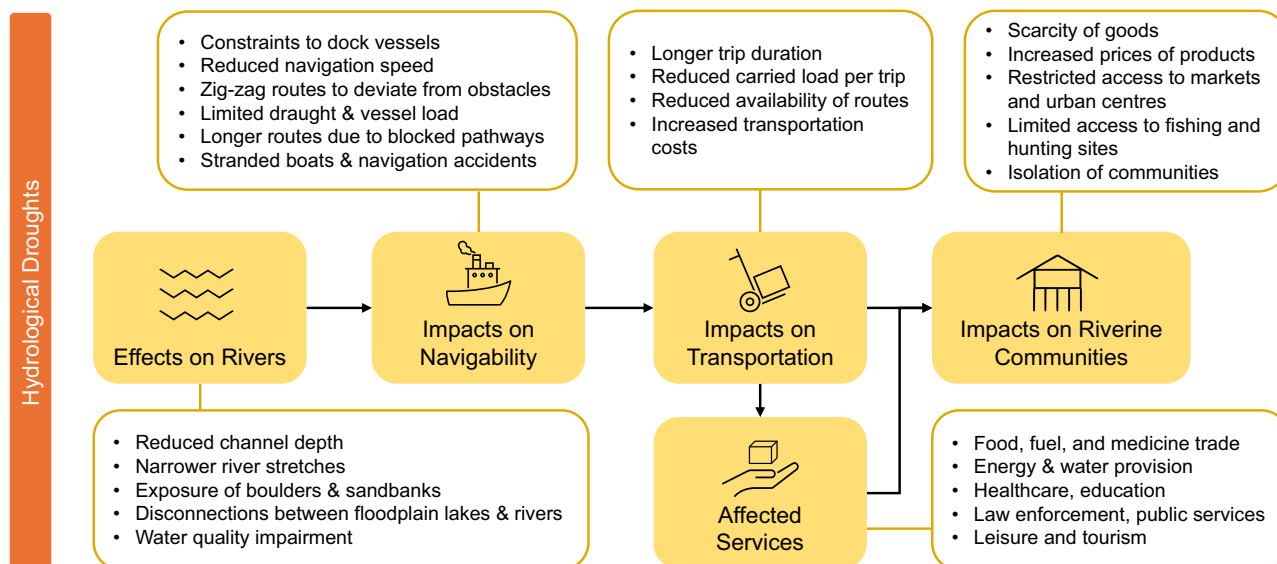 Hydrological Droughts
• Constraints to dock vessels
• Reduced navigation speed
• Zig-zag routes to deviate from obstacles
• Limited draught & vessel load
• Longer routes due to blocked pathways
• Stranded boats & navigation accidents
• Longer trip duration
• Reduced carried load per trip
• Reduced availability of routes
• Increased transportation
costs
• Scarcity of goods
• Increased prices of products
• Restricted access to markets
and urban centres
• Limited access to fishing and
hunting sites
• Isolation of communities
Effects on Rivers
Impacts on
Navigability
Impacts on
Transportation
Impacts on Riverine
Communities
• Reduced channel depth
• Narrower river stretches
• Exposure of boulders & sandbanks
• Disconnections between floodplain lakes & rivers
• Water quality impairment
Affected
Services
• Food, fuel, and medicine trade
• Energy & water provision
• Healthcare, education
• Law enforcement, public services
• Leisure and tourism